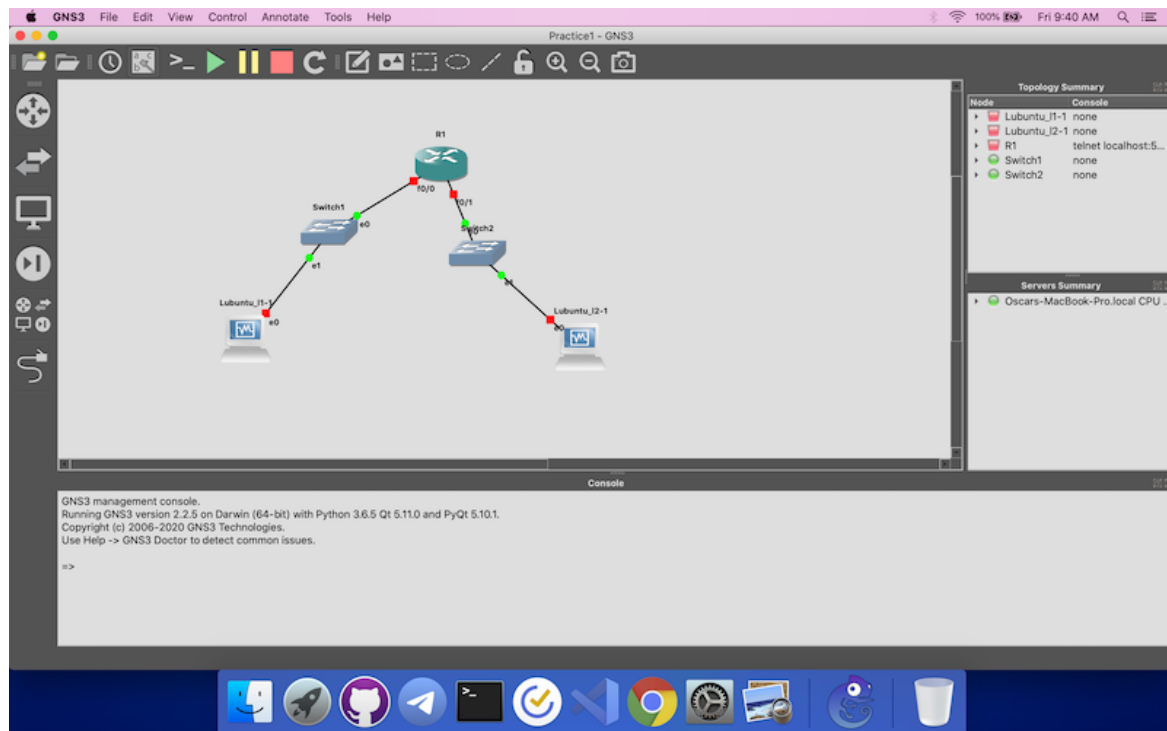 GNS3 File Edit View Control Annotate Tools Help 100% Fri 9:40 AM
Practice1 - GNS3
Topology Summary
Node Console
Lubuntu_l1-1 none
Lubuntu_l2-1 none
R1 telnet localhost:5...
Switch1 none
Switch2 none
Servers Summary
Oscars-MacBook-Pro.local CPU ..
R1
f0/0
f0/1
Switch1
e0
Switch2
e1
Lubuntu_l1-1
e0
Lubuntu_l2-1
e0
Console
GNS3 management console.
Running GNS3 version 2.2.5 on Darwin (64-bit) with Python 3.6.5 Qt 5.11.0 and PyQt 5.10.1.
Copyright (c) 2006-2020 GNS3 Technologies.
Use Help -> GNS3 Doctor to detect common issues.
=>